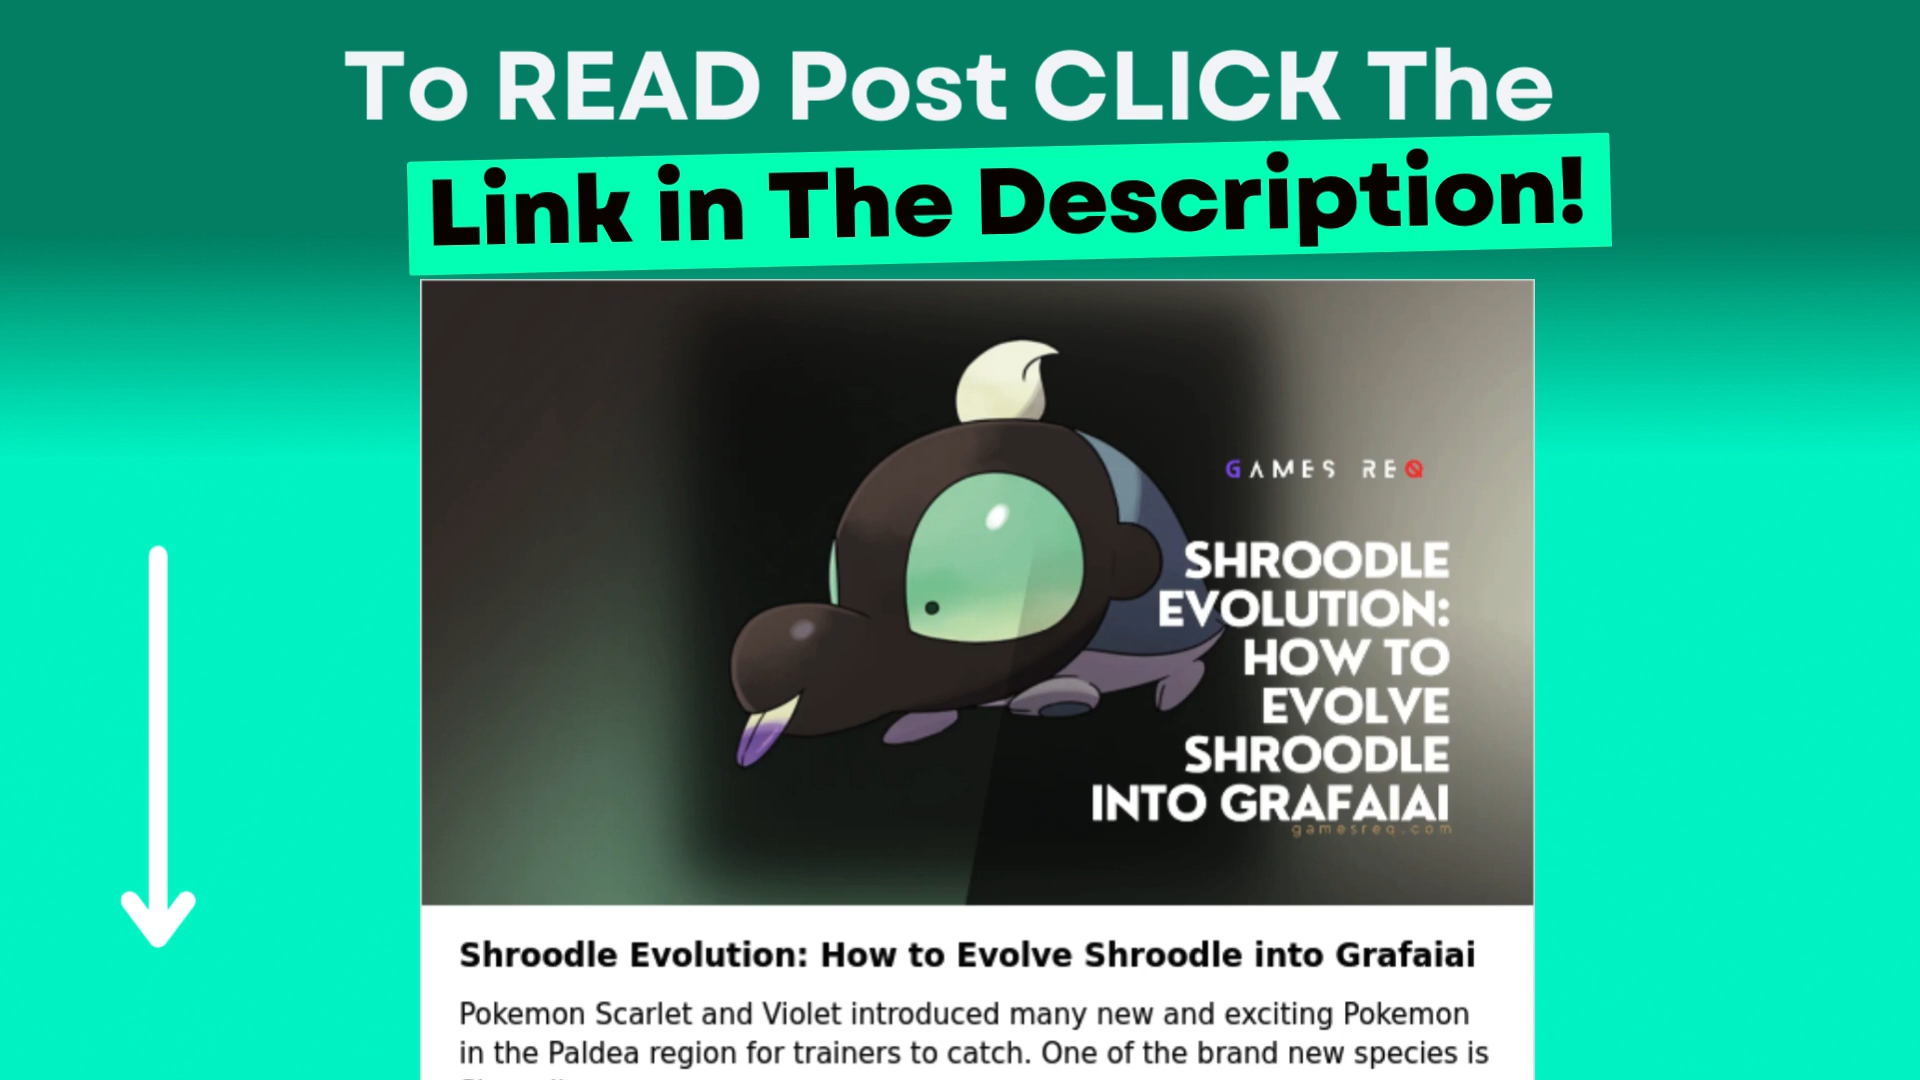 To READ Post CLICK The
Link in The Description!
GAMES REQ
SHROODLE
EVOLUTION:
HOW TO
EVOLVE
SHROODLE
INTO GRAFAIAI
gamesreq.com
Shroodle Evolution: How to Evolve Shroodle into Grafaiai
Pokemon Scarlet and Violet introduced many new and exciting Pokemon
in the Paldea region for trainers to catch. One of the brand new species is